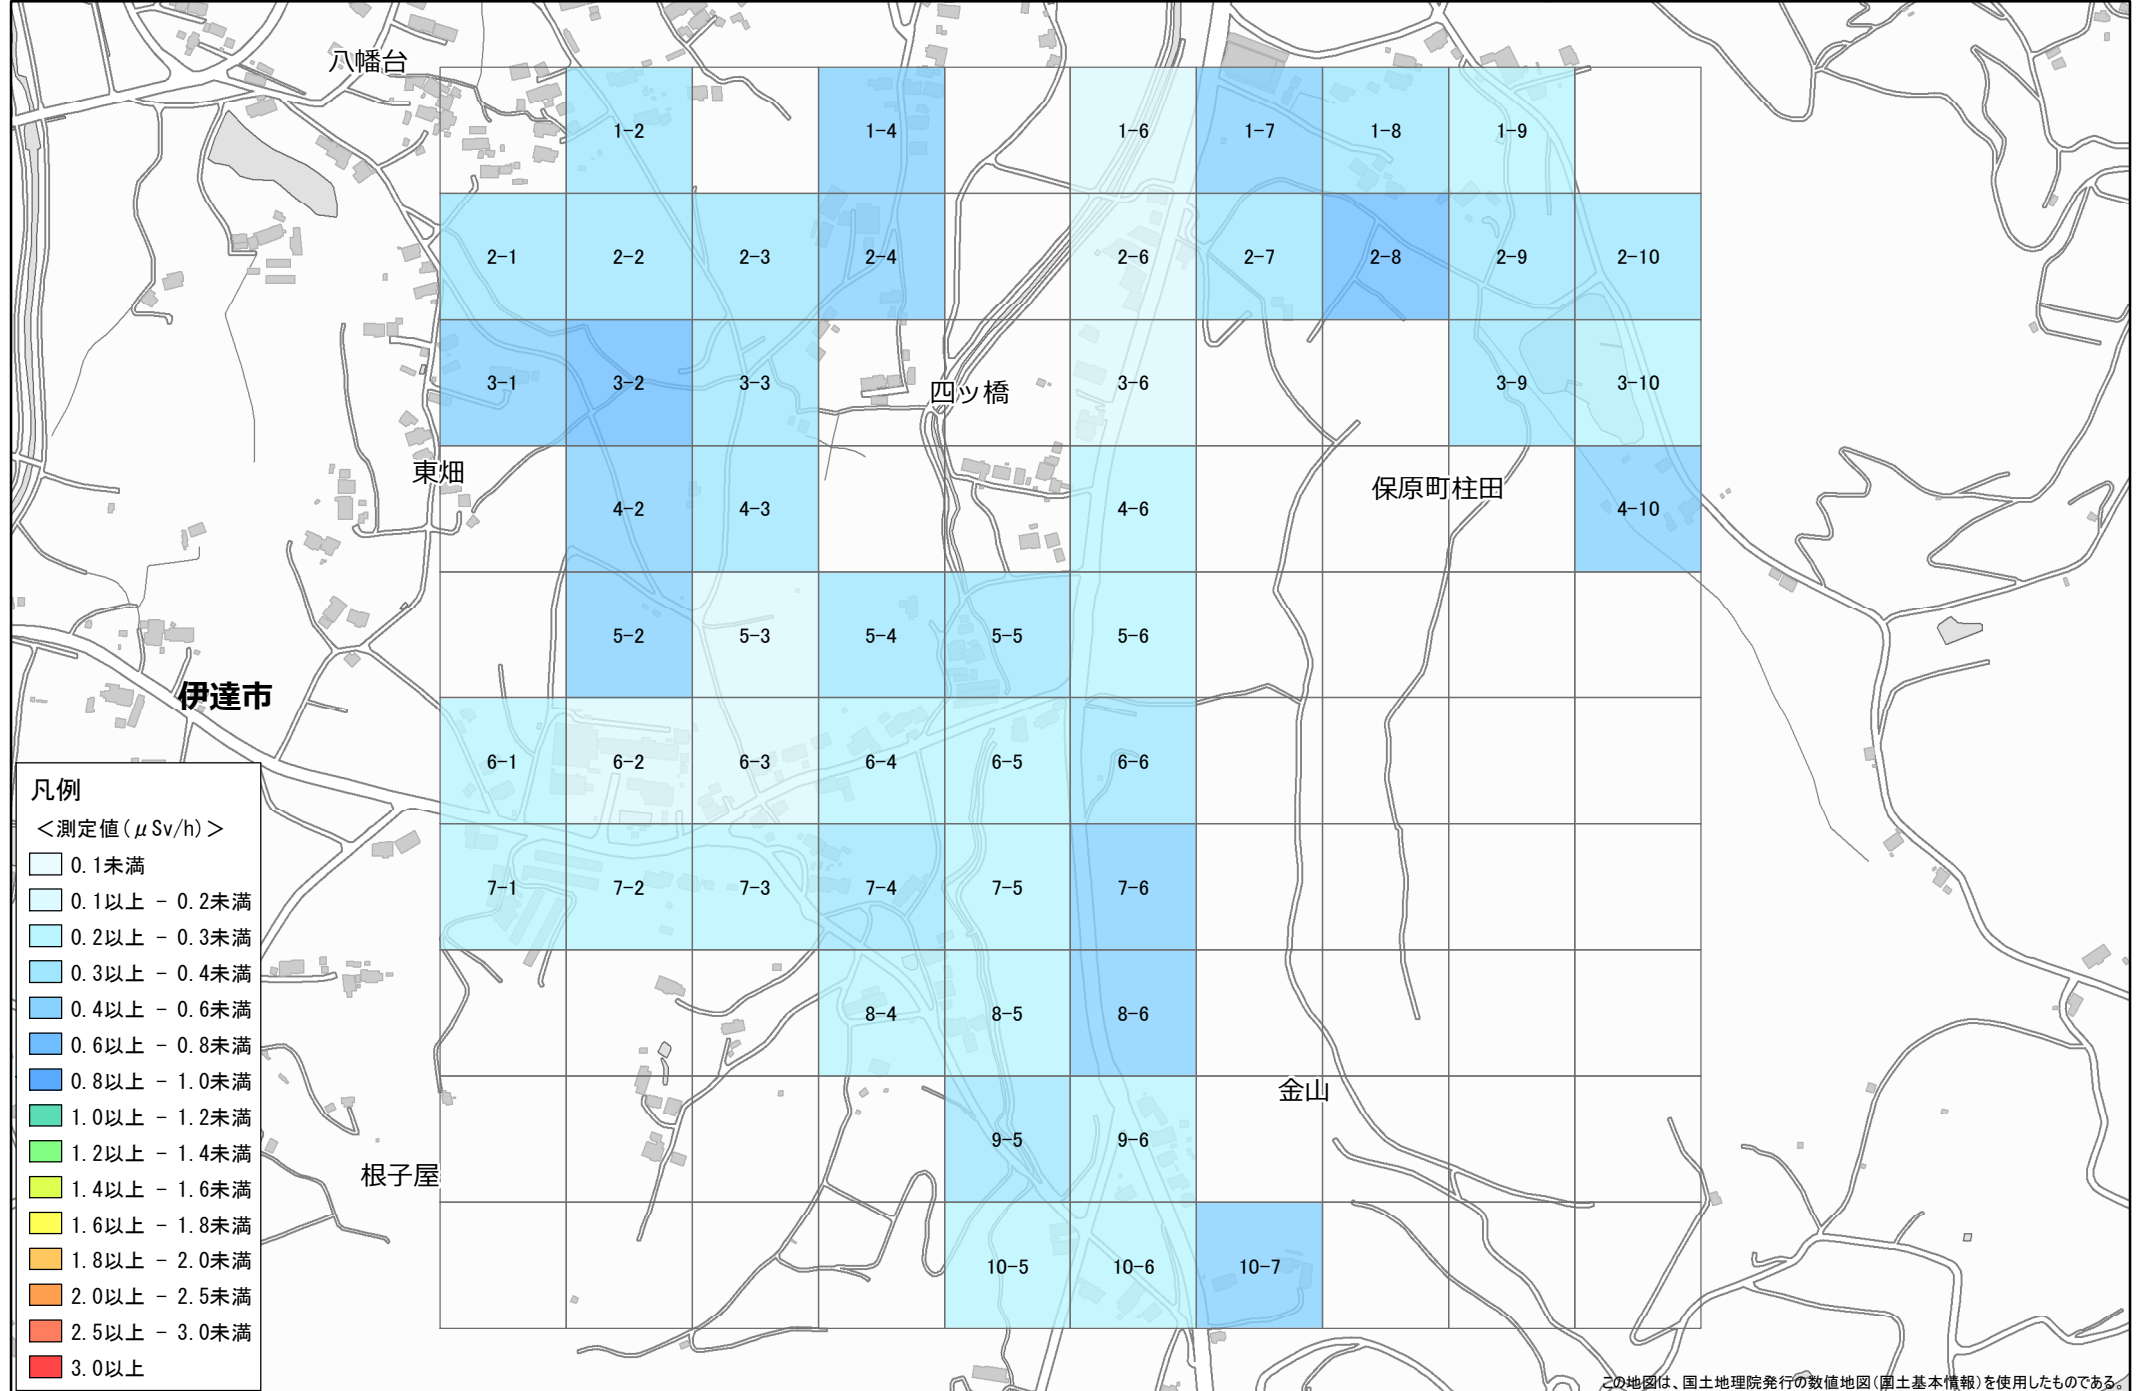 八幡台
1-2
1-4
1-6
1-7
1-8
1-9
2-1
2-2
2-3
2-4
2-6
2-7
2-8
2-9
2-10
3-1
3-2
3-3
四ッ橋
3-6
3-9
3-10
東畑
保原町柱田
4-2
4-3
4-6
4-10
5-2
5-3
5-4
5-5
5-6
伊達市
6-1
6-2
6-3
6-4
6-5
6-6
7-1
7-2
7-3
7-4
7-5
7-6
8-4
8-5
8-6
金山
9-5
9-6
根子屋
10-5
10-6
10-7
凡例
＜測定値(μSv/h)＞
0.1未満
0.1以上 - 0.2未満
0.2以上 - 0.3未満
0.3以上 - 0.4未満
0.4以上 - 0.6未満
0.6以上 - 0.8未満
0.8以上 - 1.0未満
1.0以上 - 1.2未満
1.2以上 - 1.4未満
1.4以上 - 1.6未満
1.6以上 - 1.8未満
1.8以上 - 2.0未満
2.0以上 - 2.5未満
2.5以上 - 3.0未満
3.0以上
この地図は、国土地理院発行の数値地図(国土基本情報)を使用したものである。